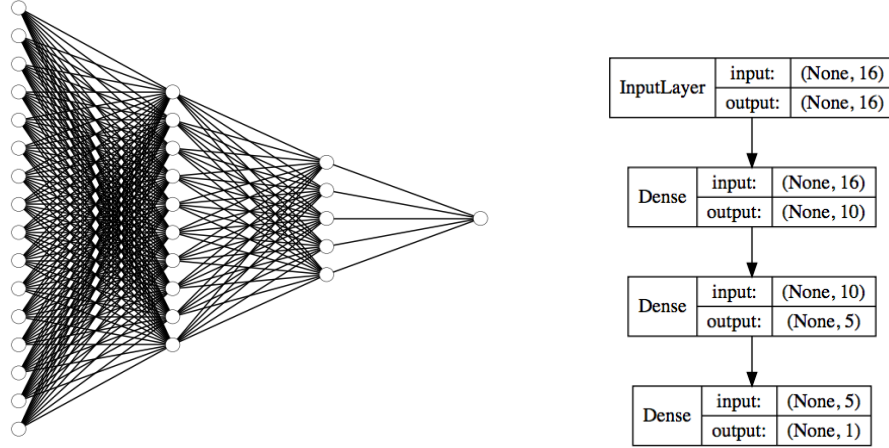 InputLayer input: (None, 16)
output: (None, 16)
Dense input: (None, 16)
output: (None, 10)
Dense input: (None, 10)
output: (None, 5)
Dense input: (None, 5)
output: (None, 1)